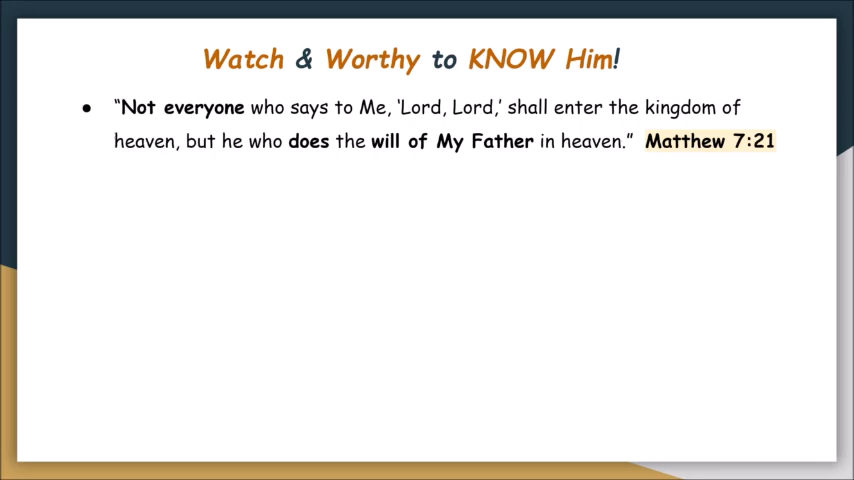 Watch & Worthy to KNOW Him!
● “Not everyone who says to Me, ‘Lord, Lord,’ shall enter the kingdom of
heaven, but he who does the will of My Father in heaven.” Matthew 7:21